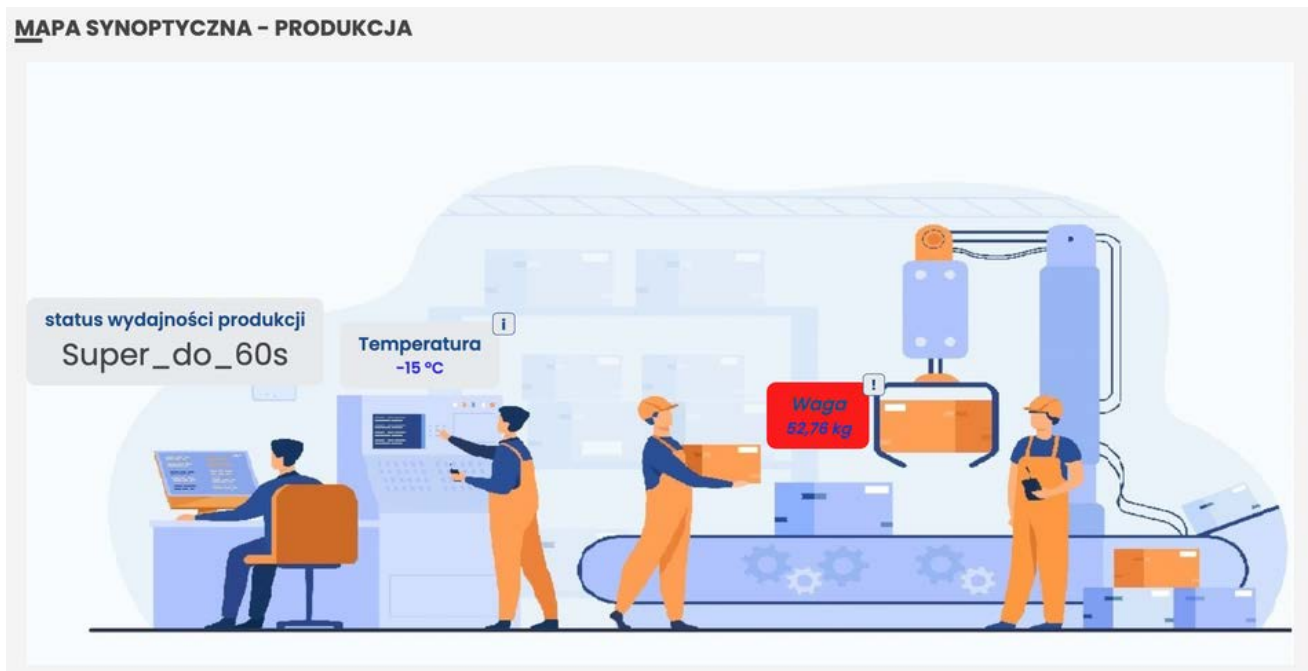 MAPA SYNOPTYCZNA - PRODUKCJA
status wydajności produkcji
Super_do_60s
i
Temperatura
-15 °C
!
Waga
52,76 kg